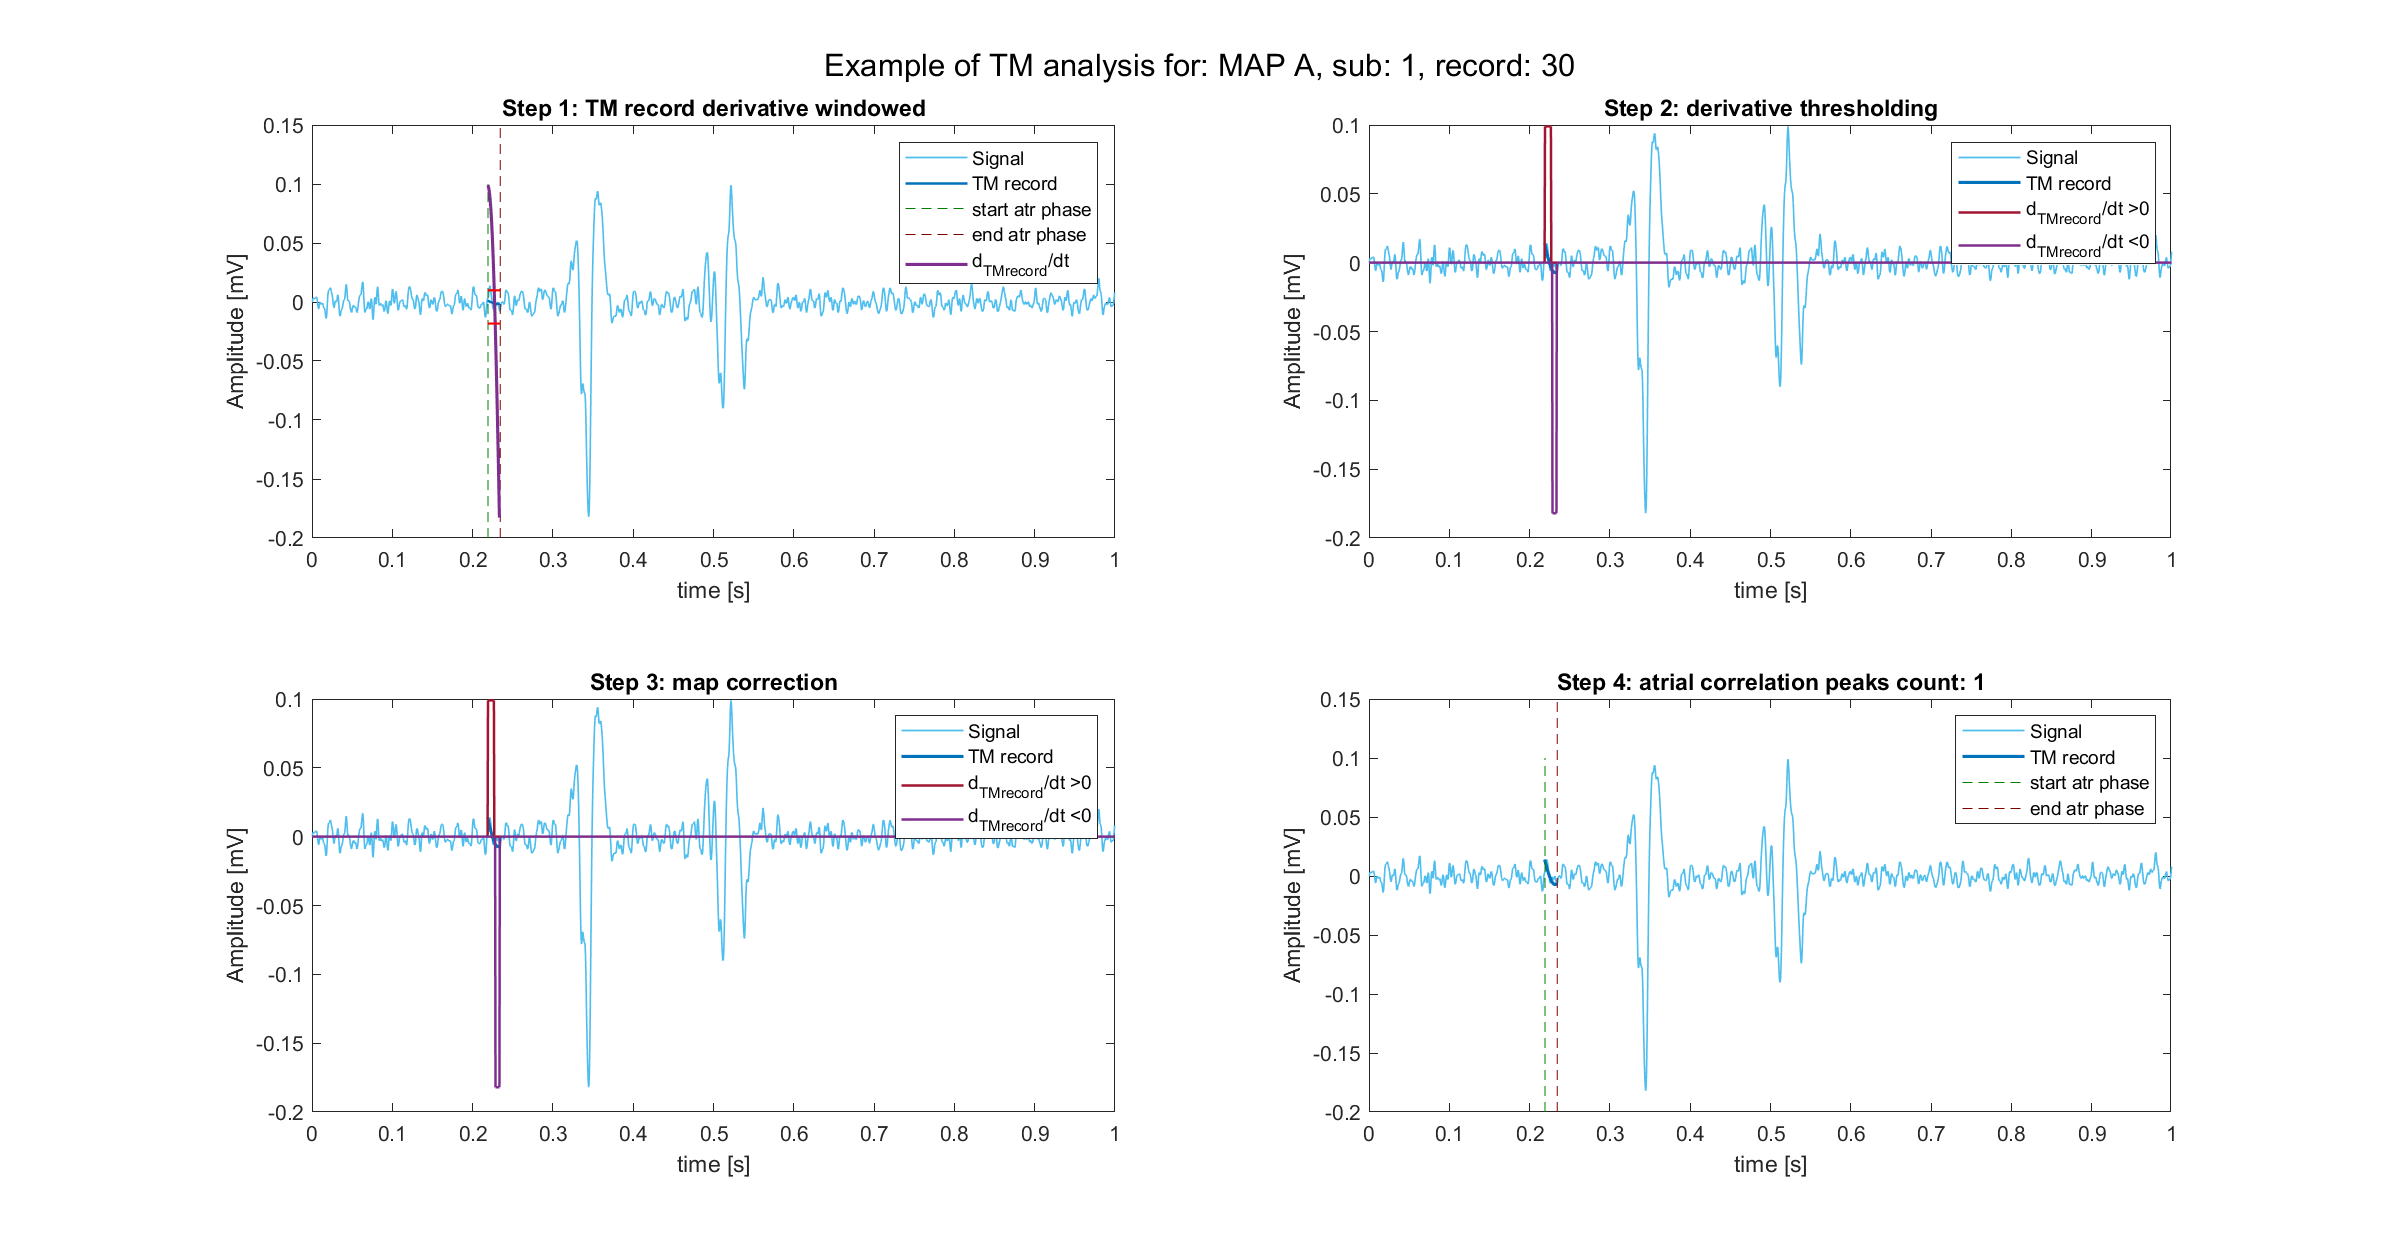 Example of TM analysis for: MAP A, sub: 1, record: 30
Step 1: TM record derivative windowed
0.15
0.1
0.05
0
-0.05
-0.1
-0.15
-0.2
Amplitude [mV]
0 0.1 0.2 0.3 0.4 0.5 0.6 0.7 0.8 0.9 1
time [s]
Signal
TM record
start atr phase
end atr phase
dTMrecord/dt
Step 2: derivative thresholding
0.1
0.05
0
-0.05
-0.1
-0.15
-0.2
Amplitude [mV]
0 0.1 0.2 0.3 0.4 0.5 0.6 0.7 0.8 0.9 1
time [s]
Signal
TM record
dTMrecord/dt >0
dTMrecord/dt <0
Step 3: map correction
0.1
0.05
0
-0.05
-0.1
-0.15
-0.2
Amplitude [mV]
0 0.1 0.2 0.3 0.4 0.5 0.6 0.7 0.8 0.9 1
time [s]
Signal
TM record
dTMrecord/dt >0
dTMrecord/dt <0
Step 4: atrial correlation peaks count: 1
0.15
0.1
0.05
0
-0.05
-0.1
-0.15
-0.2
Amplitude [mV]
0 0.1 0.2 0.3 0.4 0.5 0.6 0.7 0.8 0.9 1
time [s]
Signal
TM record
start atr phase
end atr phase